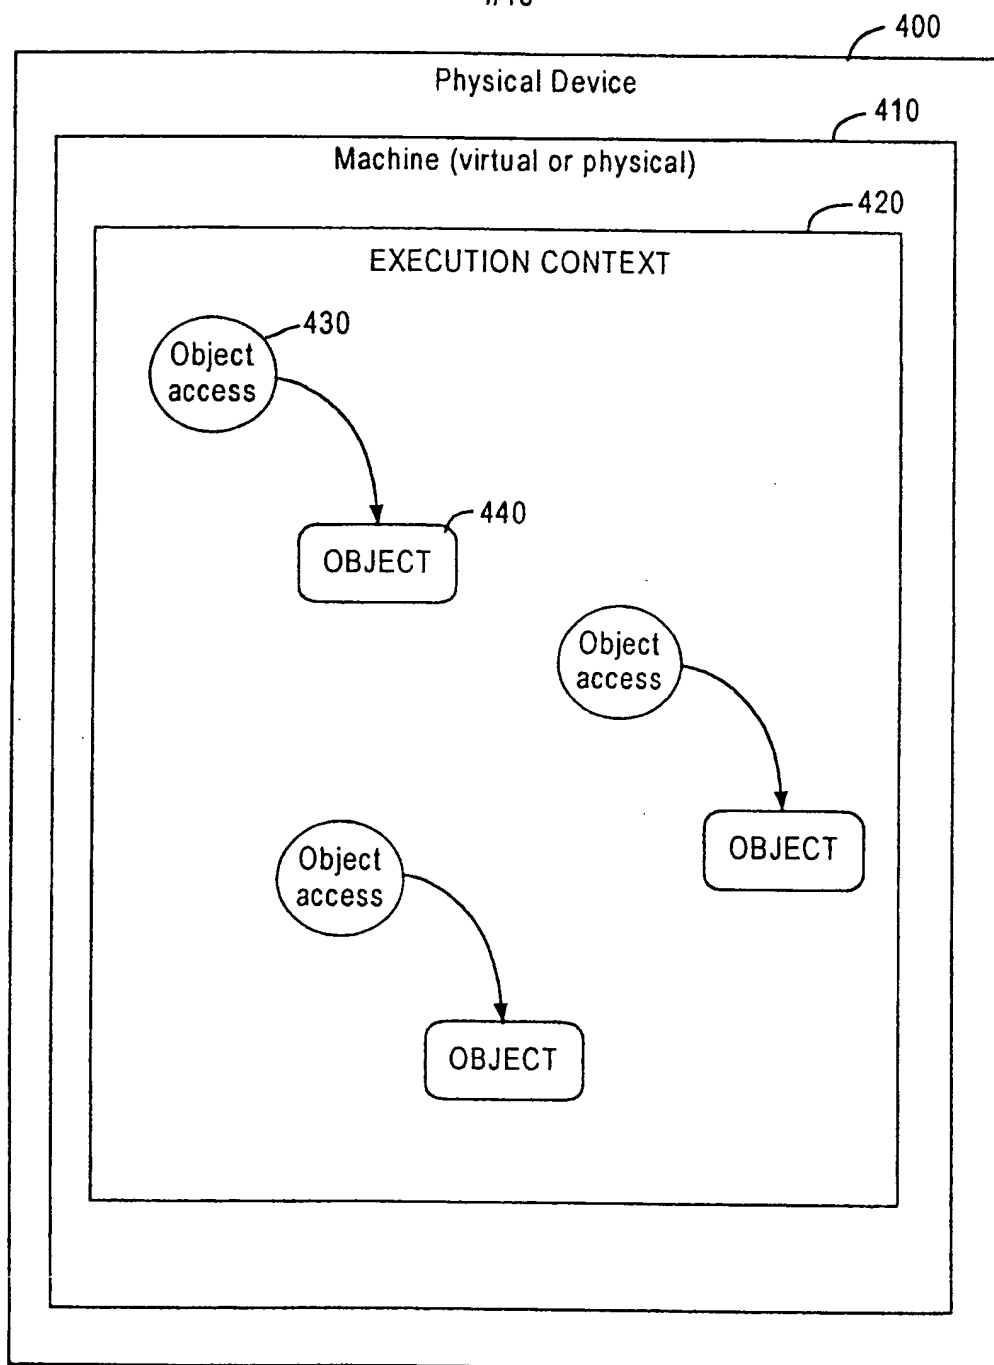 400
Physical Device
410
Machine (virtual or physical)
420
EXECUTION CONTEXT
430
Object
access
440
OBJECT
Object
access
OBJECT
Object
access
OBJECT